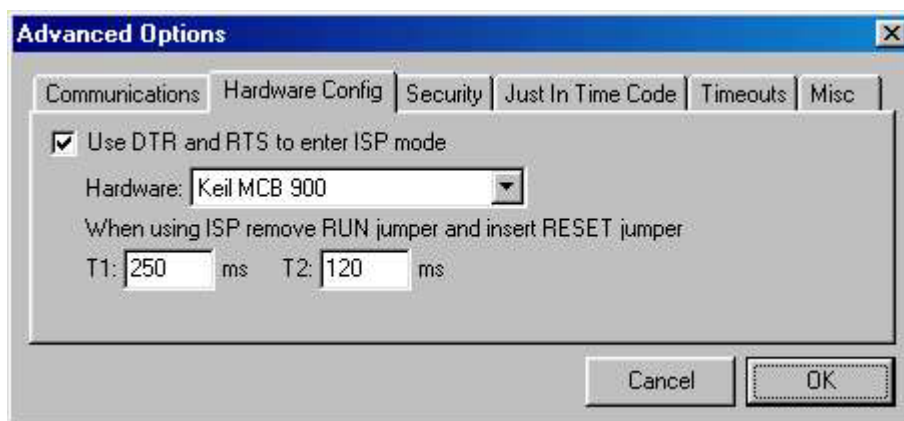 Advanced Options
Communications Hardware Config Security Just In Time Code Timeouts Misc
Use DTR and RTS to enter ISP mode
Hardware: Keil MCB 900
When using ISP remove RUN jumper and insert RESET jumper
T1: 250 ms T2: 120 ms
Cancel OK